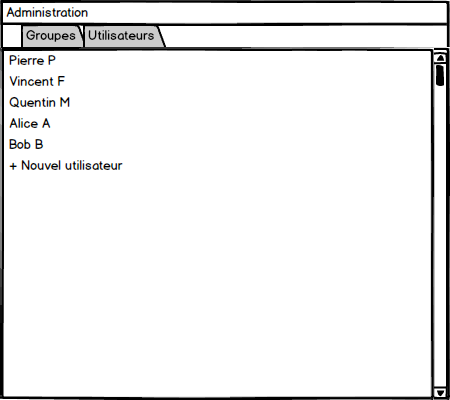 Administration
Groupes Utilisateurs
Pierre P
Vincent F
Quentin M
Alice A
Bob B
+ Nouvel utilisateur